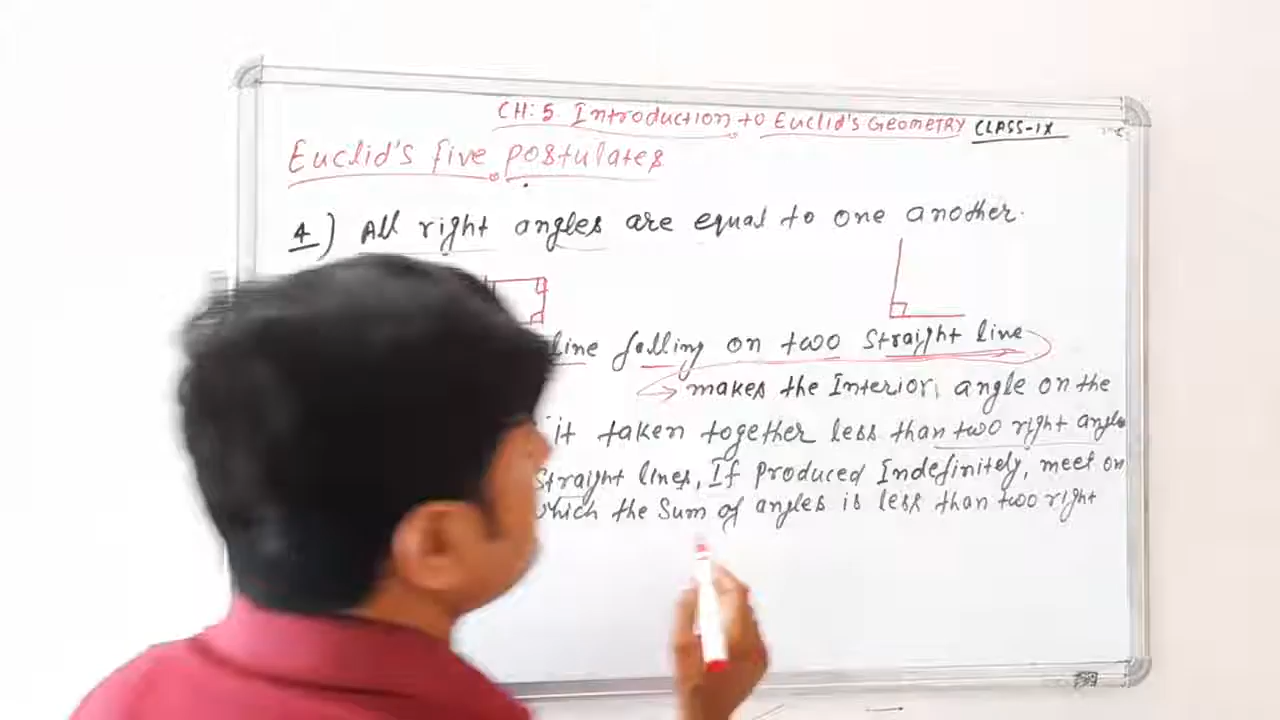 CH: 5. Introduction to Euclid's Geometry CLASS-IX
Euclid's five postulates
4) All right angles are equal to one another.
line falling on two straight line
makes the Interior angle on the
it taken together less than two right angles
straight lines, If produced Indefinitely, meet on
which the sum of angles is less than two right